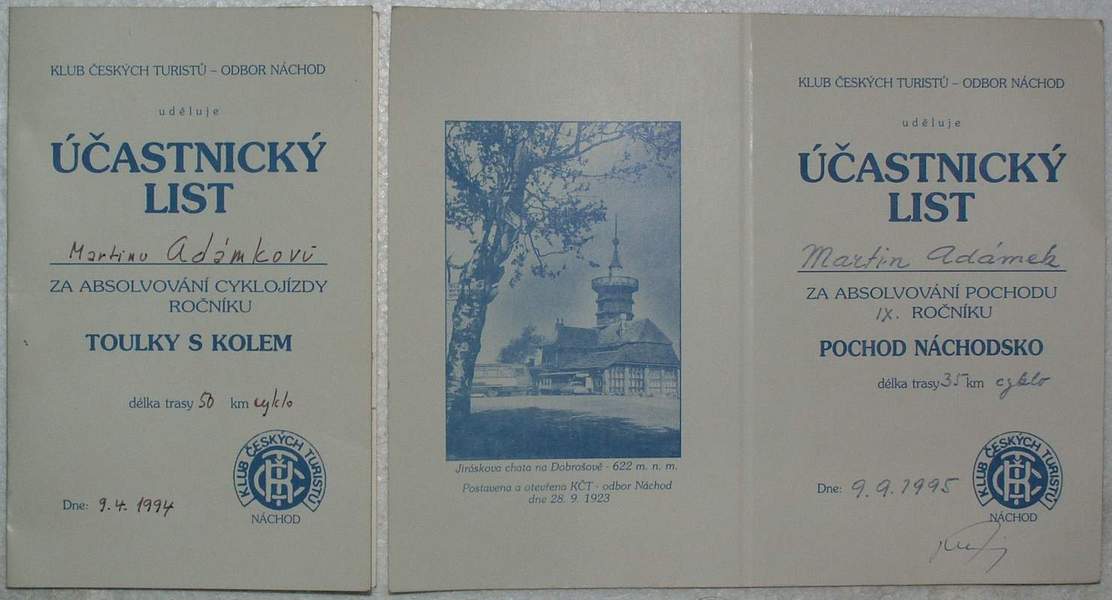 KLUB ČESKÝCH TURISTŮ – ODBOR NÁCHOD
uděluje
ÚČASTNICKÝ
LIST
Martinu Adámkovi
ZA ABSOLVOVÁNÍ CYKLOJÍZDY
ROČNÍKU
TOULKY S KOLEM
délka trasy 50 km cyklo
KLUB ČESKÝCH TURISTŮ
KČT
Dne: 9.4. 1994
NÁCHOD
Jiráskova chata na Dobrošově - 622 m. n. m.
Postavena a otevřena KČT - odbor Náchod
dne 28. 9. 1923
KLUB ČESKÝCH TURISTŮ – ODBOR NÁCHOD
uděluje
ÚČASTNICKÝ
LIST
Martin Adámek
ZA ABSOLVOVÁNÍ POCHODU
IX. ROČNÍKU
POCHOD NÁCHODSKO
délka trasy 35 km cyklo
KLUB ČESKÝCH TURISTŮ
KČT
Dne: 9.9.1995
NÁCHOD